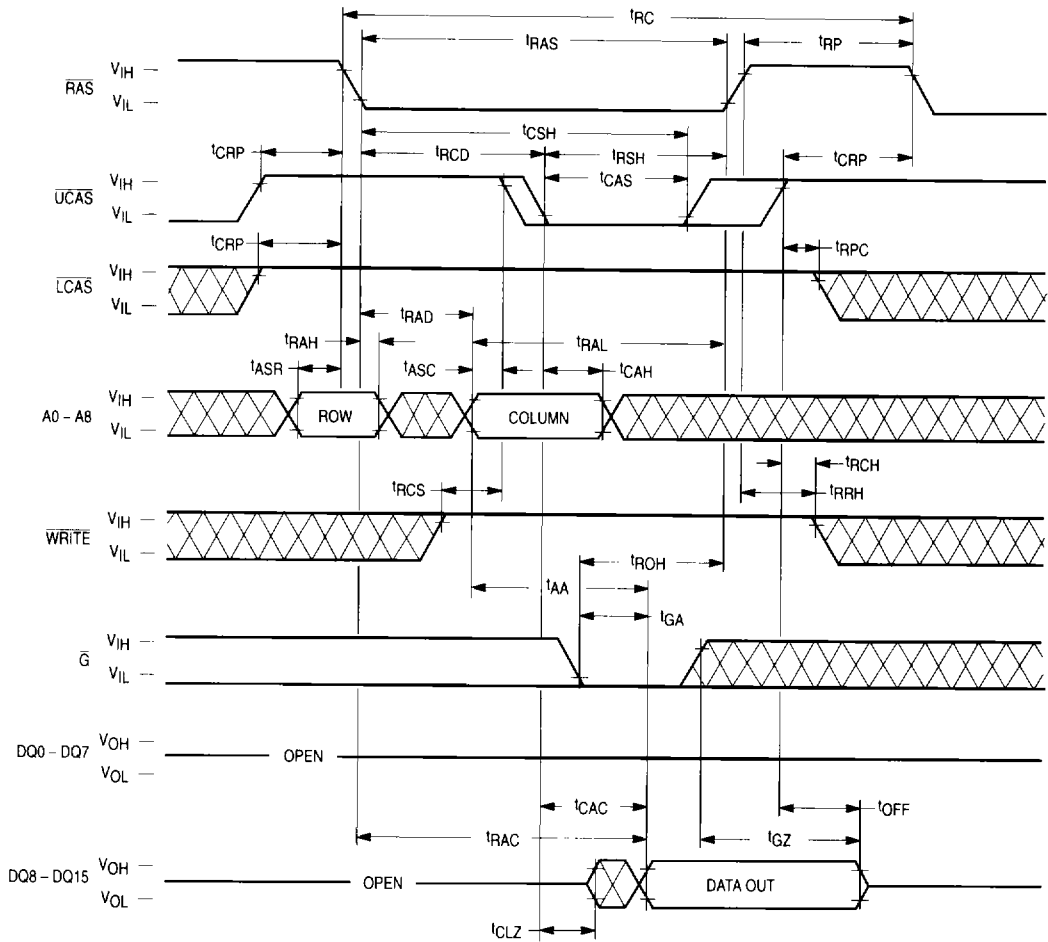 tRC
tRAS
tRP
RAS
VIH
VIL
tCSH
tCRP
tRCD
tRSH
tCRP
tCAS
UCAS
VIH
VIL
tCRP
tRPC
LCAS
VIH
VIL
tRAD
tRAH
tRAL
tASR
tASC
tCAH
A0 – A8
VIH
VIL
ROW
COLUMN
tRCH
tRCS
tRRH
WRITE
VIH
VIL
tROH
tAA
tGA
G
VIH
VIL
DQ0 – DQ7
VOH
VOL
OPEN
tCAC
tOFF
tRAC
tGZ
DQ8 – DQ15
VOH
VOL
OPEN
DATA OUT
tCLZ